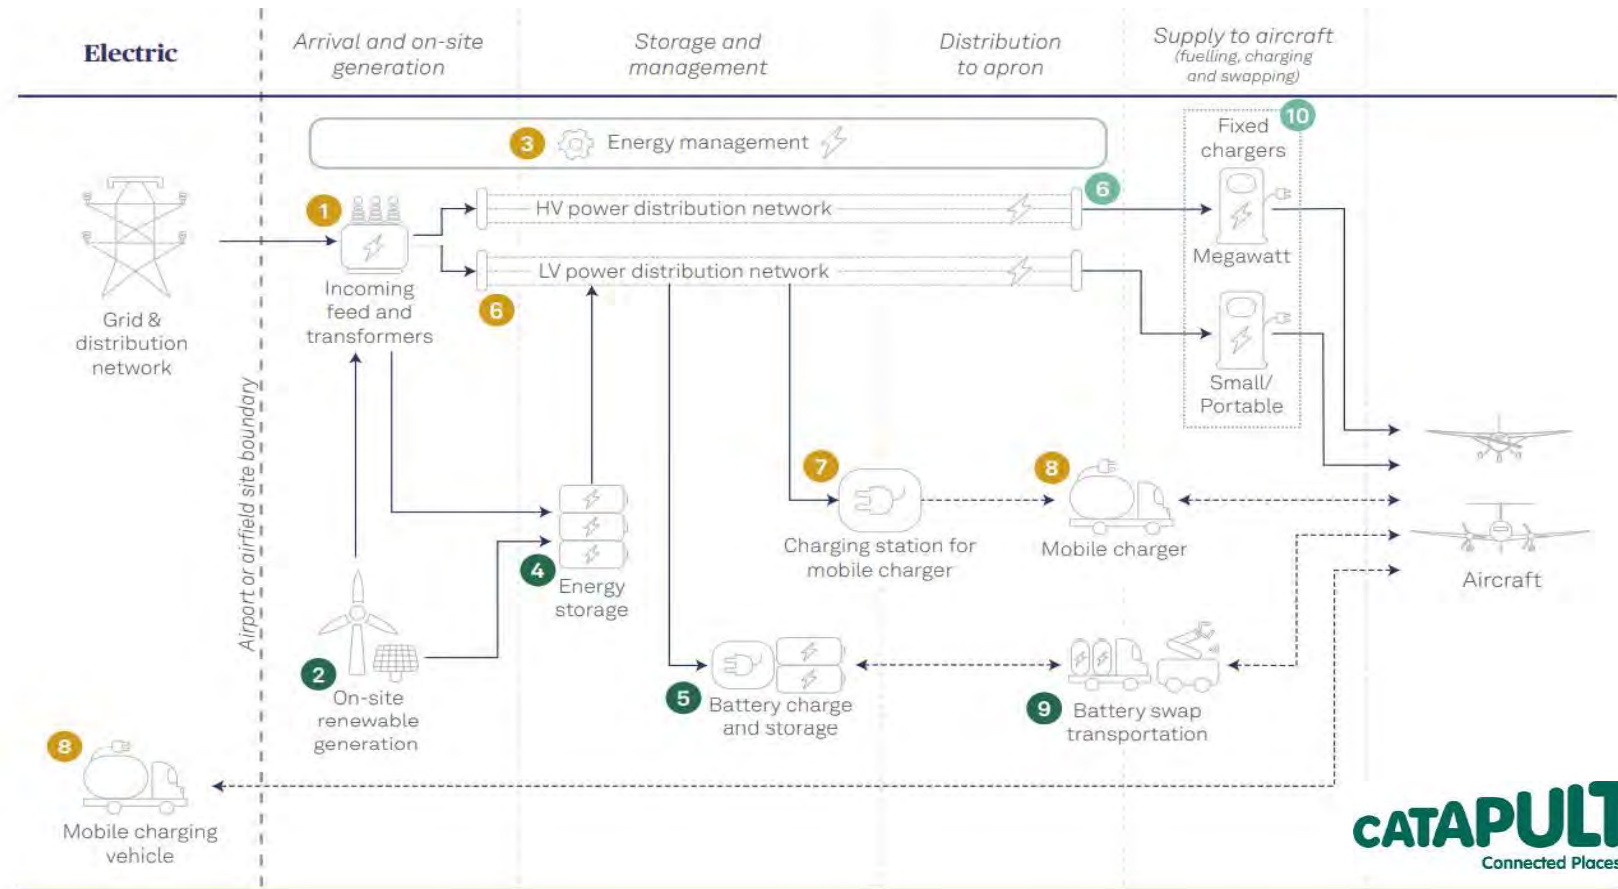 Electric
Arrival and on-site
generation
Storage and
management
Distribution
to apron
Supply to aircraft
(fuelling, charging
and swapping)
3 Energy management
10
Fixed
chargers
Grid &
distribution
network
1
Incoming
feed and
transformers
HV power distribution network
6
LV power distribution network
6
Megawatt
Small/
Portable
Airport or airfield site boundary
4
Energy
storage
7
Charging station for
mobile charger
8
Mobile charger
Aircraft
2
On-site
renewable
generation
5
Battery charge
and storage
9
Battery swap
transportation
8
Mobile charging
vehicle
CATAPULT
Connected Places